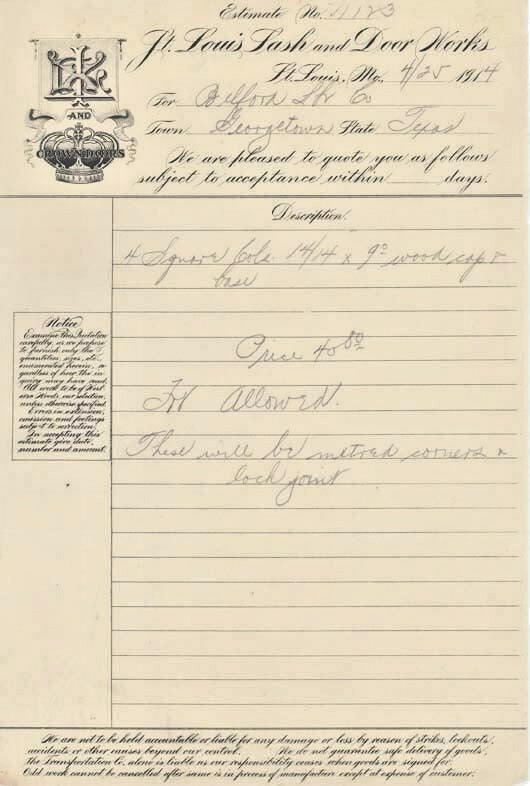 Estimate No. 4123
St. Louis Sash and Door Works
St. Louis, Mo. 4/25 1914
For Belford Lbr Co
Town Georgetown State Texas
We are pleased to quote you as follows
subject to acceptance within days.
AND
CROWN DOORS
Description.
4 Square Cols. 14/14 x 9° wood cap &
base
Price 40 80
Frt Allowed.
These will be metred corners &
lock joint
Notice
Examine this Quotation
carefully, as we propose
to furnish only the
quantities, sizes, etc.
enumerated herein, re-
gardless of how the in-
quiry may have read.
All work to be of West
ern Woods our selection,
unless otherwise specified
Errors in extension,
omission and footings
subject to correction.
In accepting this
estimate give date,
number and amount.
We are not to be held accountable or liable for any damage or loss by reason of strikes, lockouts,
accidents or other causes beyond our control. We do not guarantee safe delivery of goods,
the Transportation Co. alone is liable as our responsibility ceases when goods are signed for.
Odd work cannot be cancelled after same is in process of manufacture except at expense of customer.